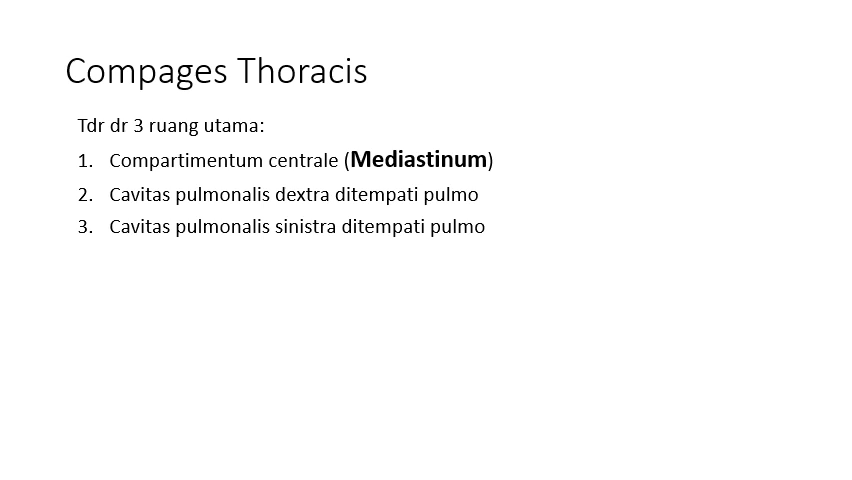 Compages Thoracis
Tdr dr 3 ruang utama:
1. Compartimentum centrale (Mediastinum)
2. Cavitas pulmonalis dextra ditempati pulmo
3. Cavitas pulmonalis sinistra ditempati pulmo